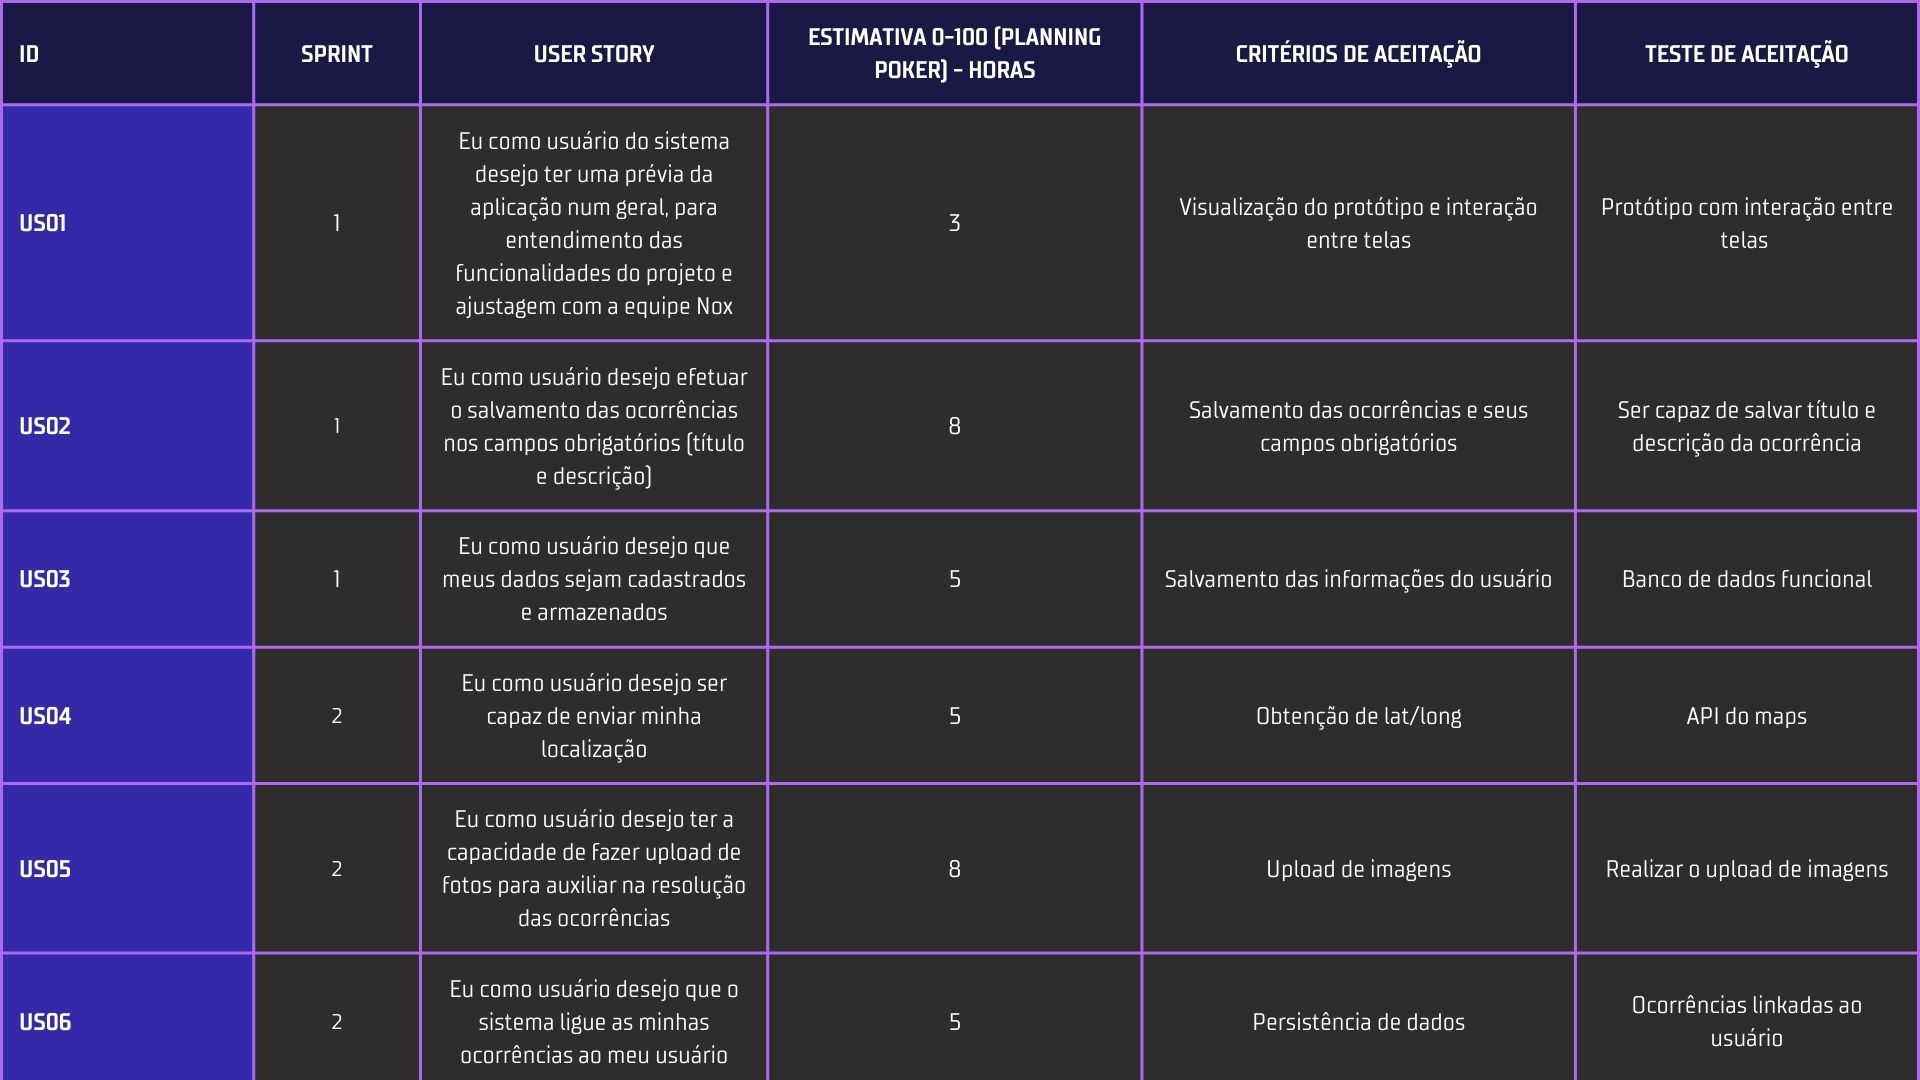 ID
SPRINT
USER STORY
ESTIMATIVA 0-100 (PLANNING
POKER) - HORAS
CRITÉRIOS DE ACEITAÇÃO
TESTE DE ACEITAÇÃO
US01
1
Eu como usuário do sistema
desejo ter uma prévia da
aplicação num geral, para
entendimento das
funcionalidades do projeto e
ajustagem com a equipe Nox
3
Visualização do protótipo e interação
entre telas
Protótipo com interação entre
telas
US02
1
Eu como usuário desejo efetuar
o salvamento das ocorrências
nos campos obrigatórios (título
e descrição)
8
Salvamento das ocorrências e seus
campos obrigatórios
Ser capaz de salvar título e
descrição da ocorrência
US03
1
Eu como usuário desejo que
meus dados sejam cadastrados
e armazenados
5
Salvamento das informações do usuário
Banco de dados funcional
US04
2
Eu como usuário desejo ser
capaz de enviar minha
localização
5
Obtenção de lat/long
API do maps
US05
2
Eu como usuário desejo ter a
capacidade de fazer upload de
fotos para auxiliar na resolução
das ocorrências
8
Upload de imagens
Realizar o upload de imagens
US06
2
Eu como usuário desejo que o
sistema ligue as minhas
ocorrências ao meu usuário
5
Persistência de dados
Ocorrências linkadas ao
usuário